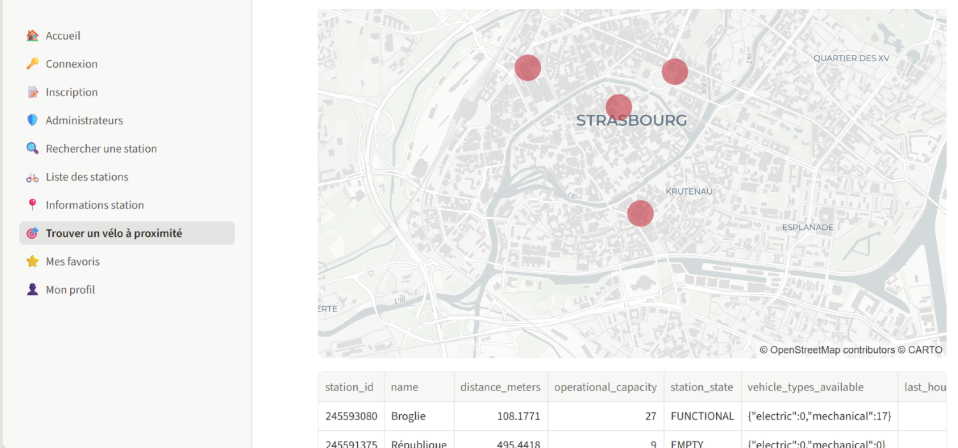 Accueil
Connexion
Inscription
Administrateurs
Rechercher une station
Liste des stations
Informations station
Trouver un vélo à proximité
Mes favoris
Mon profil
QUARTIER DES XV
STRASBOURG
KRUTENAU
ESPLANADE
L'Ill
ERTE
© OpenStreetMap contributors © CARTO
station_id name distance_meters operational_capacity station_state vehicle_types_available last_hou
245593080 Broglie 108.1771 27 FUNCTIONAL {"electric":0,"mechanical":17}
245591375 République 495.4418 9 EMPTY {"electric":0,"mechanical":0}